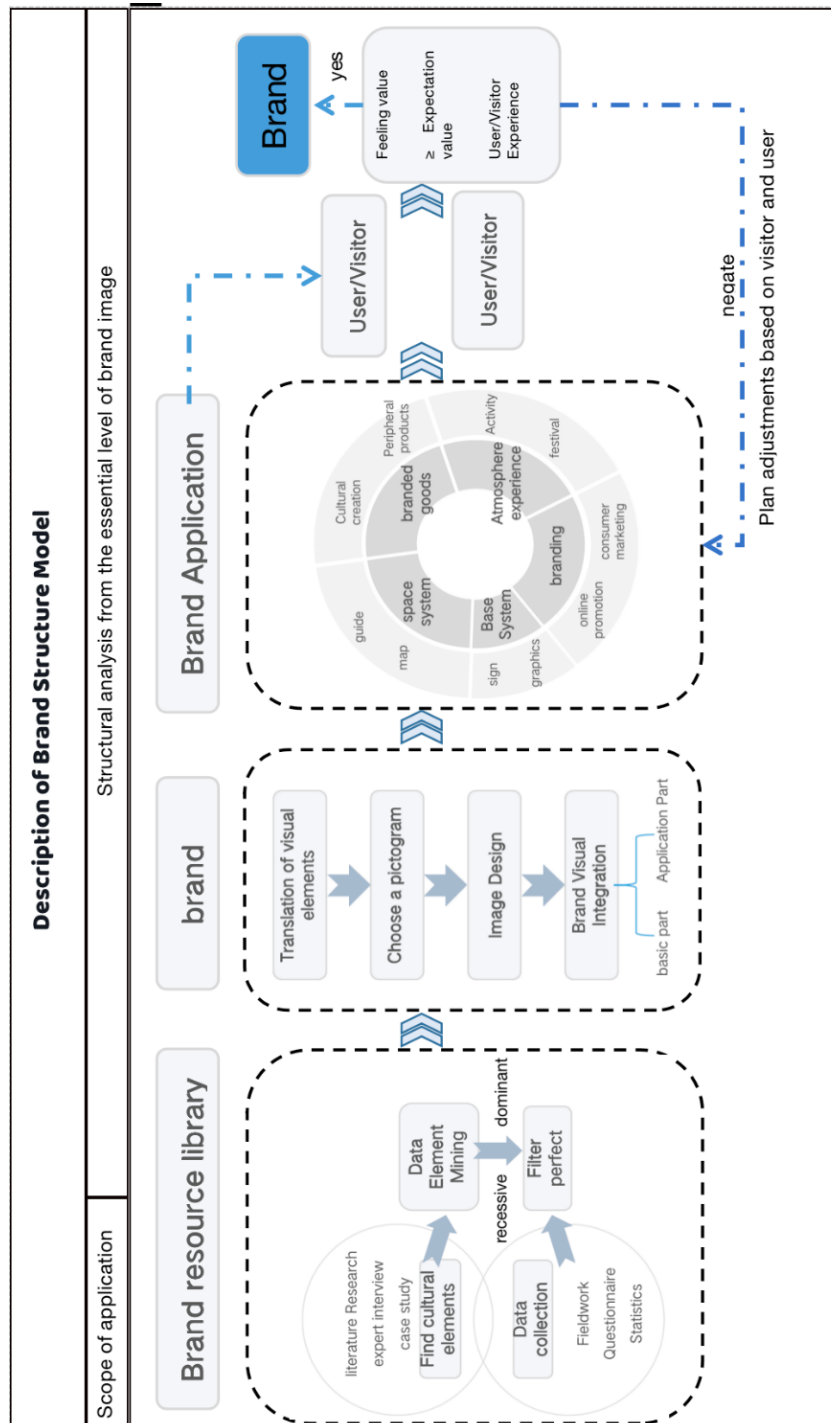 Description of Brand Structure Model
Scope of application
Structural analysis from the essential level of brand image
Brand resource library
literature Research
expert interview
case study
Find cultural
elements
Data
Element
Mining
recessive
dominant
Data
collection
Filter
perfect
Fieldwork
Questionnaire
Statistics
brand
Translation of visual
elements
Choose a pictogram
Image Design
Brand Visual
Integration
basic part
Application Part
Brand Application
Cultural
creation
Peripheral
products
branded
goods
guide
map
space
system
Activity
festival
Atmosphere
experience
sign
graphics
Base
System
branding
online
promotion
consumer
marketing
User/Visitor
User/Visitor
Brand
yes
Feeling value
≥ Expectation
value
User/Visitor
Experience
negate
Plan adjustments based on visitor and user